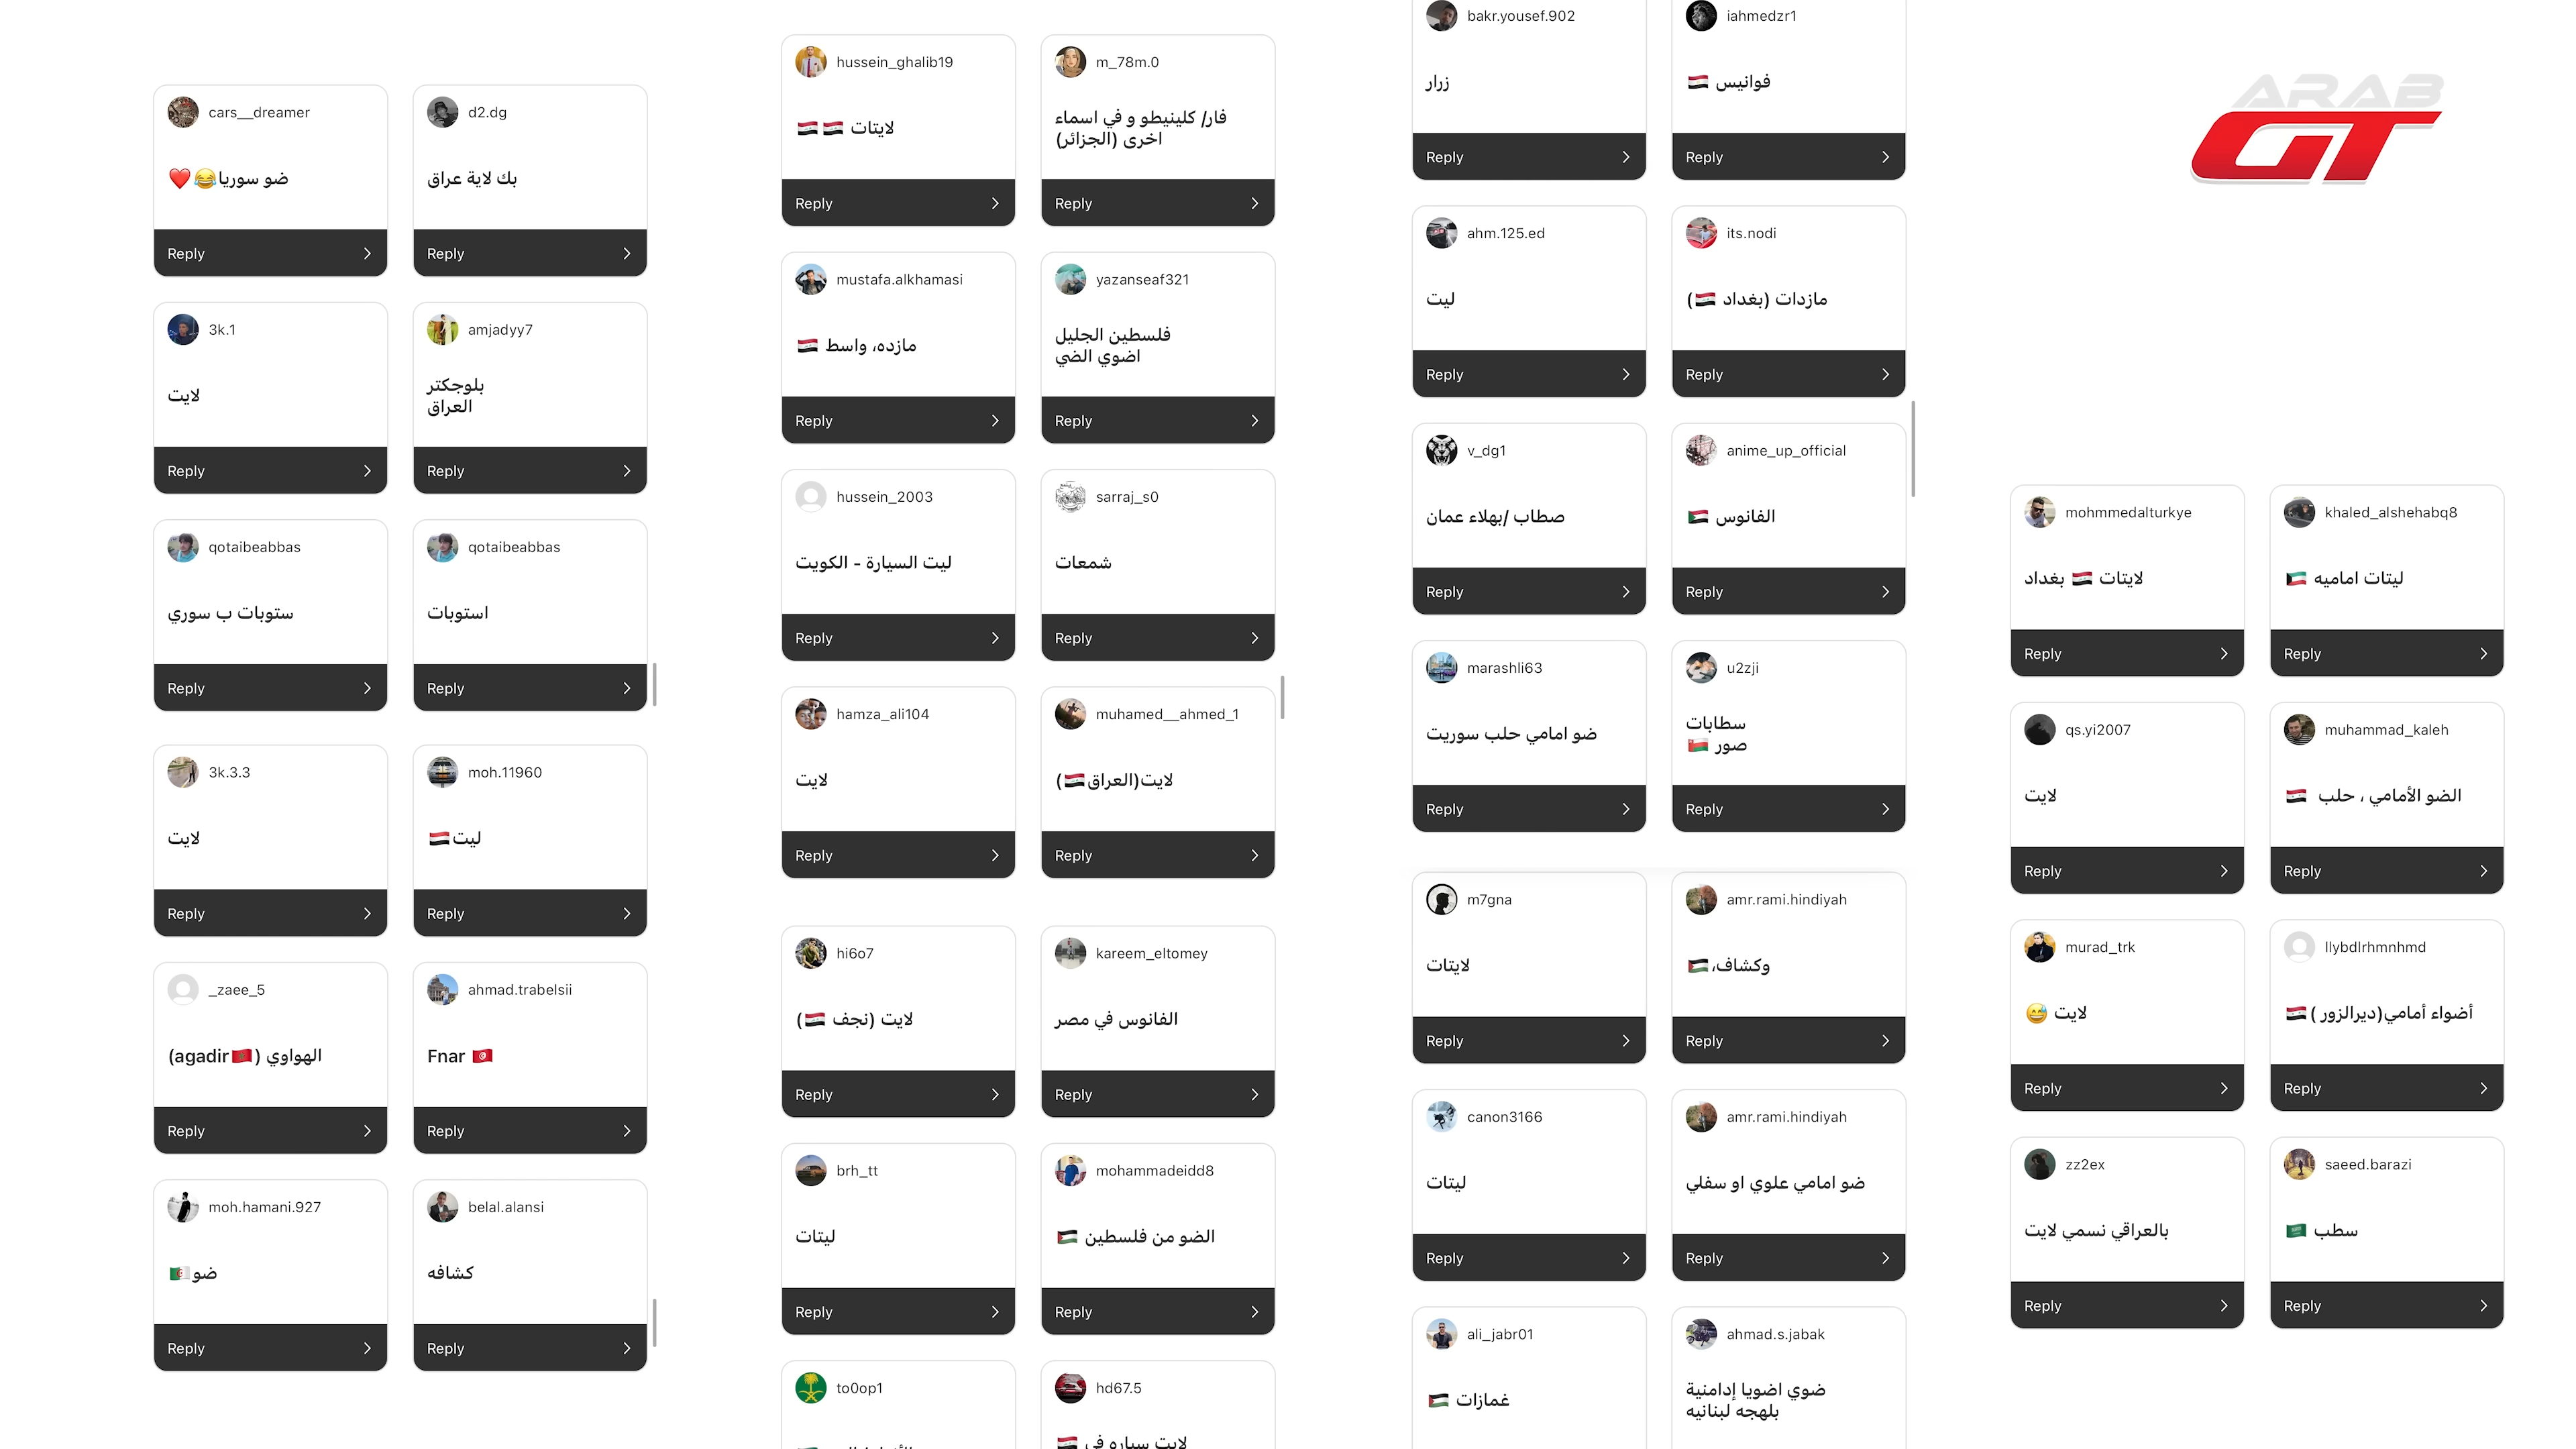 cars__dreamer
ضو سوريا😂❤️
Reply
d2.dg
بك لاية عراق
Reply
3k.1
لايت
Reply
amjadyy7
بلوجكتر
العراق
Reply
qotaibeabbas
ستوبات ب سوري
Reply
qotaibeabbas
استوبات
Reply
3k.3.3
لايت
Reply
moh.11960
ليت🇾🇪
Reply
_zaee_5
الهواوي (🇲🇦agadir)
Reply
ahmad.trabelsii
Fnar 🇹🇳
Reply
moh.hamani.927
ضو🇩🇿
Reply
belal.alansi
كشافه
Reply
hussein_ghalib19
لايتات 🇮🇶🇮🇶
Reply
m_78m.0
فار/ كلينيطو و في اسماء
اخرى (الجزائر)
Reply
mustafa.alkhamasi
مازده، واسط 🇮🇶
Reply
yazanseaf321
فلسطين الجليل
اضوي الضي
Reply
hussein_2003
ليت السيارة - الكويت
Reply
sarraj_s0
شمعات
Reply
hamza_ali104
لايت
Reply
muhamed__ahmed_1
لايت(العراق🇮🇶)
Reply
hi6o7
لايت (نجف 🇮🇶)
Reply
kareem_eltomey
الفانوس في مصر
Reply
brh_tt
ليتات
Reply
mohammadeidd8
الضو من فلسطين 🇵🇸
Reply
to0op1
hd67.5
لايت سياره في 🇮🇶
bakr.yousef.902
زرار
Reply
iahmedzr1
فوانيس 🇮🇶
Reply
ahm.125.ed
ليت
Reply
its.nodi
مازدات (بغداد 🇮🇶)
Reply
v_dg1
صطاب /بهلاء عمان
Reply
anime_up_official
الفانوس 🇸🇩
Reply
marashli63
ضو امامي حلب سوريت
Reply
u2zji
سطابات
صور 🇴🇲
Reply
m7gna
لايتات
Reply
amr.rami.hindiyah
وكشاف،🇵🇸
Reply
canon3166
ليتات
Reply
amr.rami.hindiyah
ضو امامي علوي او سفلي
Reply
ali_jabr01
غمازات 🇵🇸
ahmad.s.jabak
ضوي اضويا إدامنية
بلهجه لبنانيه
ARAB
GT
mohmmedalturkye
لايتات 🇮🇶 بغداد
Reply
khaled_alshehabq8
ليتات اماميه 🇰🇼
Reply
qs.yi2007
لايت
Reply
muhammad_kaleh
الضو الأمامي ، حلب 🇸🇾
Reply
murad_trk
لايت 😅
Reply
llybdlrhmnhmd
أضواء أمامي(ديرالزور )🇸🇾
Reply
zz2ex
بالعراقي نسمي لايت
Reply
saeed.barazi
سطب 🇸🇦
Reply